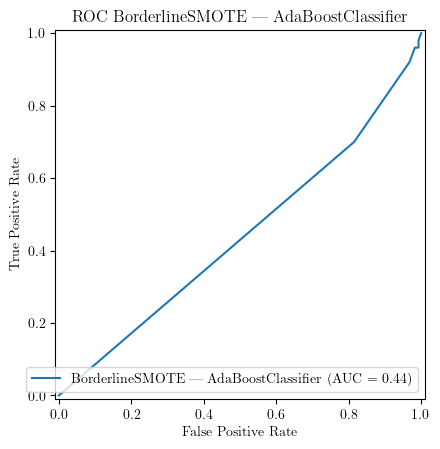 ROC BorderlineSMOTE — AdaBoostClassifier
1.0
0.8
0.6
0.4
0.2
0.0
True Positive Rate
BorderlineSMOTE — AdaBoostClassifier (AUC = 0.44)
0.0 0.2 0.4 0.6 0.8 1.0
False Positive Rate